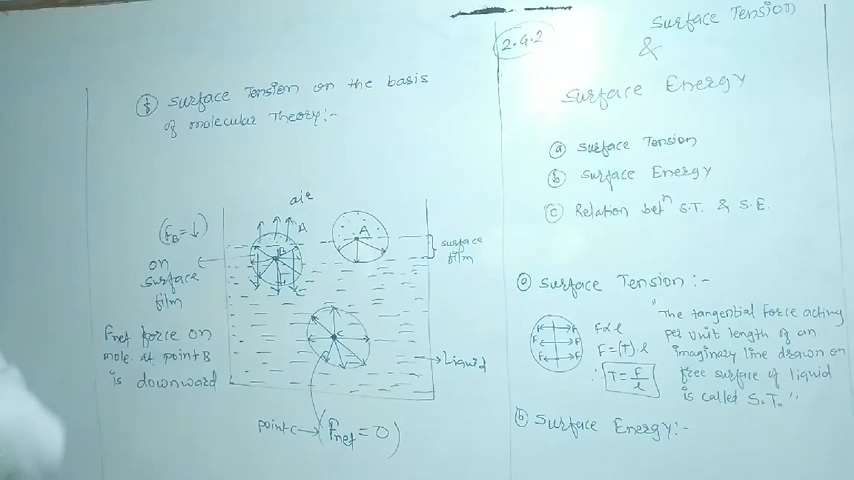 2.4.2
Surface Tension
&
Surface Energy
(a) Surface Tension
(b) Surface Energy
(c) Relation betⁿ S.T. & S.E.
(a) Surface Tension :-
F F
F F
F F
F∝l
F=(T).l
∴ T = F/l
"The tangential force acting
per unit length of an
imaginary line drawn on
free surface of liquid
is called S.T."
(b) Surface Energy:-
Surface Tension on the basis
of molecular Theory:-
air
(F_B = ↓)
A
B
A
C
surface
film
on
surface
film
Fnet force on
mole. at point B
is downward
C
Liquid
point C → (Fnet = 0)